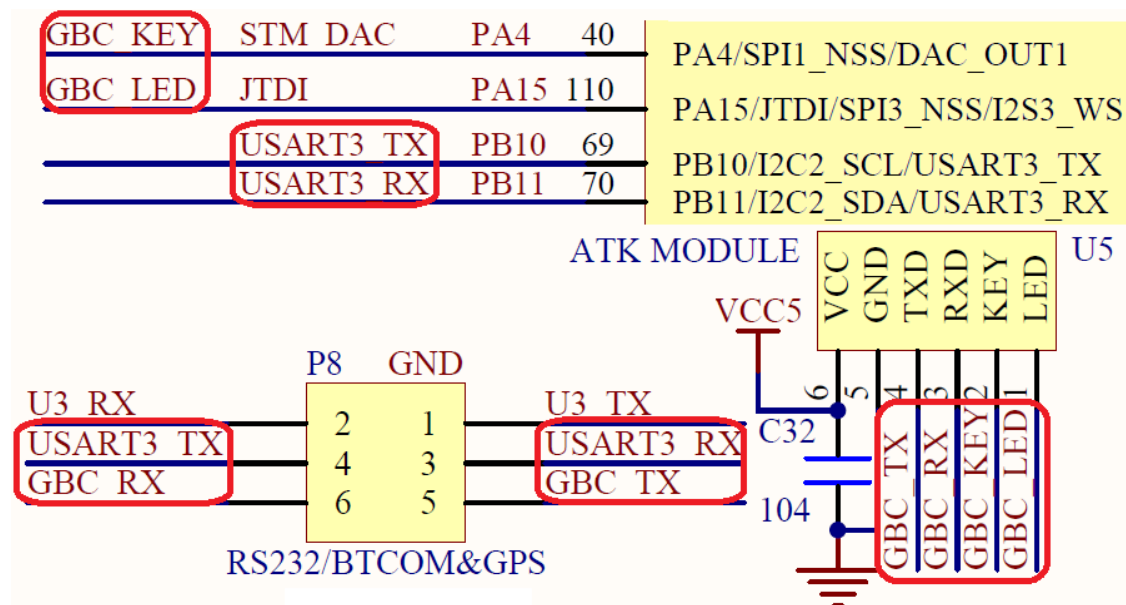 GBC_KEY STM_DAC PA4 40
PA4/SPI1_NSS/DAC_OUT1
GBC_LED JTDI PA15 110
PA15/JTDI/SPI3_NSS/I2S3_WS
USART3_TX PB10 69
PB10/I2C2_SCL/USART3_TX
USART3_RX PB11 70
PB11/I2C2_SDA/USART3_RX
ATK MODULE
U5
VCC
GND
TXD
RXD
KEY
LED
VCC5
6
5
4
3
2
1
C32
104
GBC_TX
GBC_RX
GBC_KEY
GBC_LED
P8 GND
U3_RX 2 1 U3_TX
USART3_TX 4 3 USART3_RX
GBC_RX 6 5 GBC_TX
RS232/BTCOM&GPS